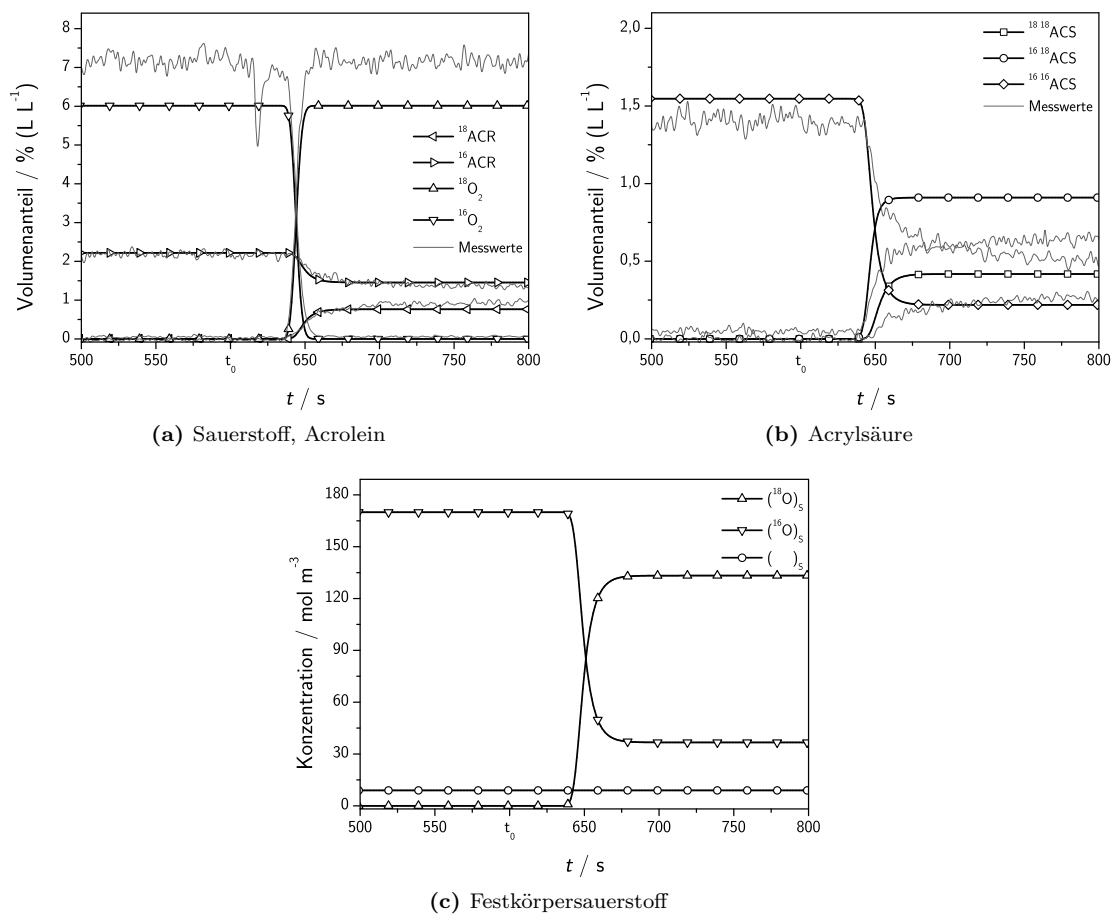 8
7
6
5
4
3
2
1
0
Volumenanteil / % (L L⁻¹)
¹⁸ACR
¹⁶ACR
¹⁸O₂
¹⁶O₂
Messwerte
500 550 t₀ 650 700 750 800
t / s
(a) Sauerstoff, Acrolein
2,0
1,5
1,0
0,5
0,0
Volumenanteil / % (L L⁻¹)
¹⁸ ¹⁸ACS
¹⁶ ¹⁸ACS
¹⁶ ¹⁶ACS
Messwerte
500 550 t₀ 650 700 750 800
t / s
(b) Acrylsäure
180
150
120
90
60
30
0
Konzentration / mol m⁻³
(¹⁸O)ₛ
(¹⁶O)ₛ
( )ₛ
500 550 t₀ 650 700 750 800
t / s
(c) Festkörpersauerstoff